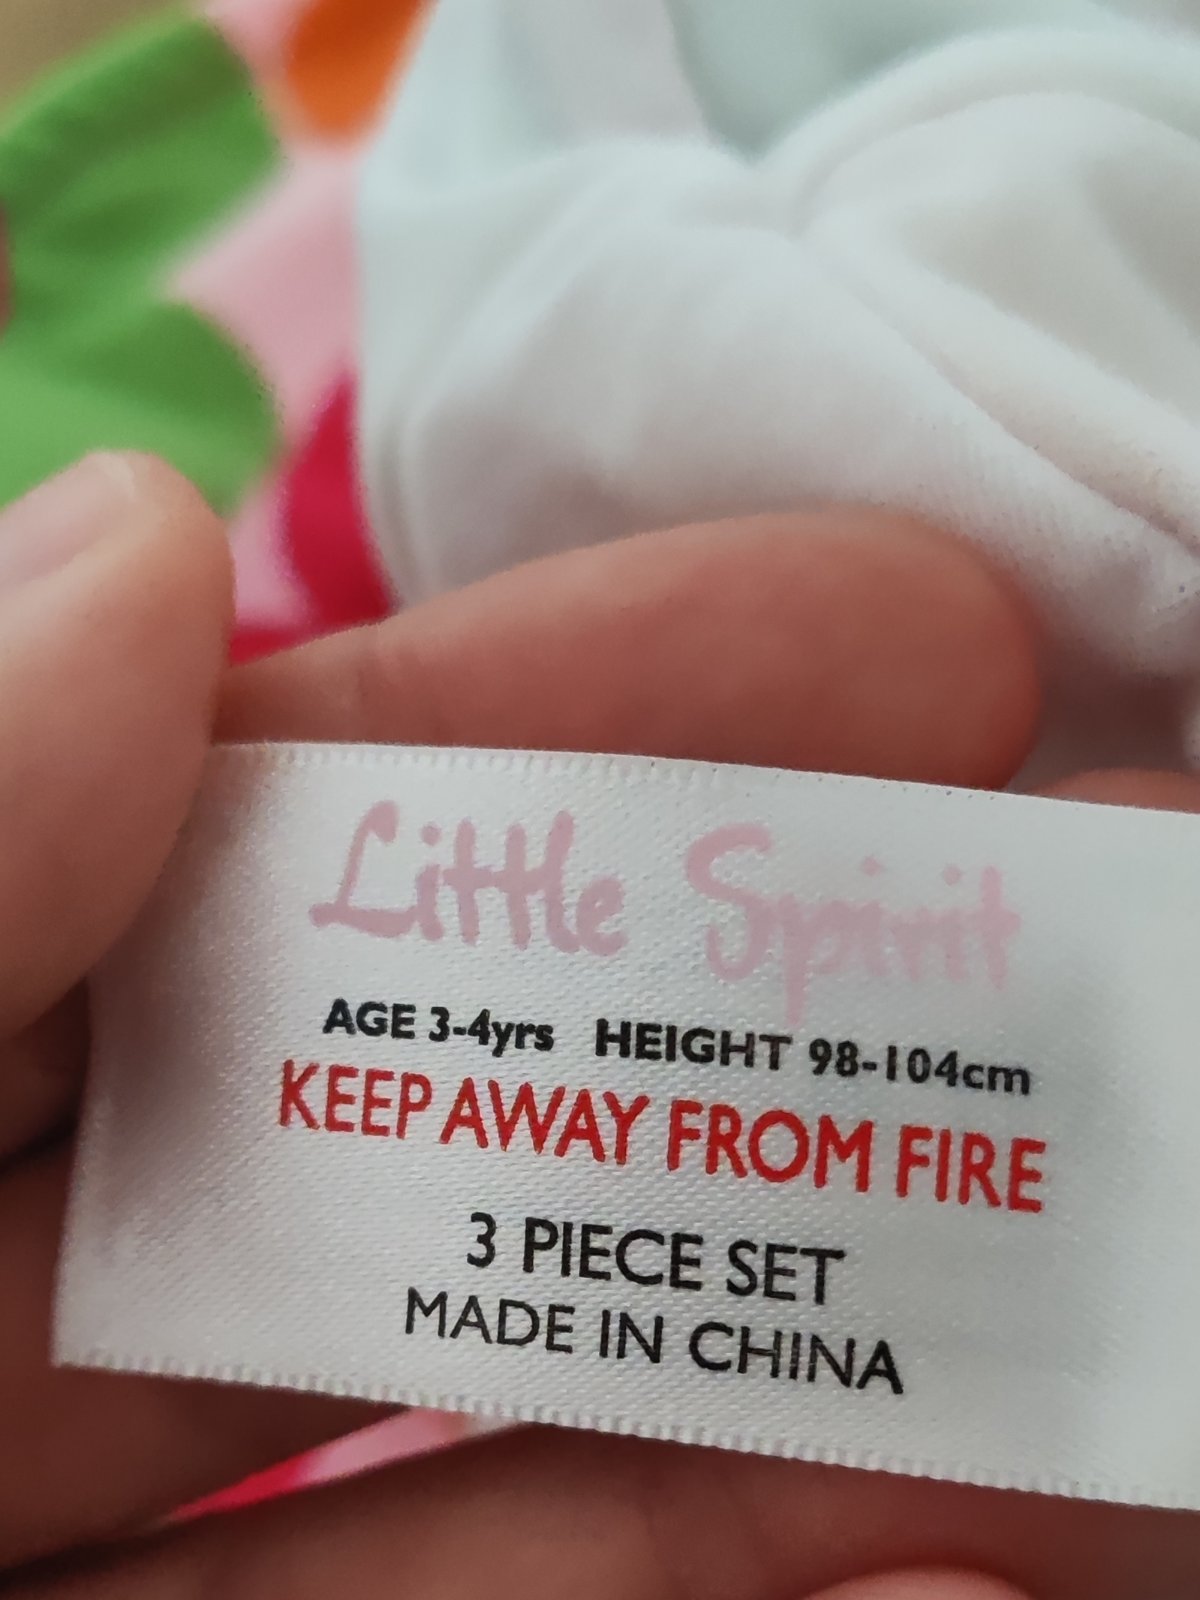 Little Spirit
AGE 3-4yrs HEIGHT 98-104cm
KEEP AWAY FROM FIRE
3 PIECE SET
MADE IN CHINA